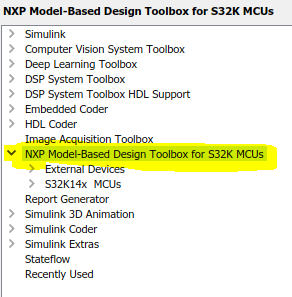 NXP Model-Based Design Toolbox for S32K MCUs
Simulink
Computer Vision System Toolbox
Deep Learning Toolbox
DSP System Toolbox
DSP System Toolbox HDL Support
Embedded Coder
HDL Coder
Image Acquisition Toolbox
NXP Model-Based Design Toolbox for S32K MCUs
External Devices
S32K14x MCUs
Report Generator
Simulink 3D Animation
Simulink Coder
Simulink Extras
Stateflow
Recently Used